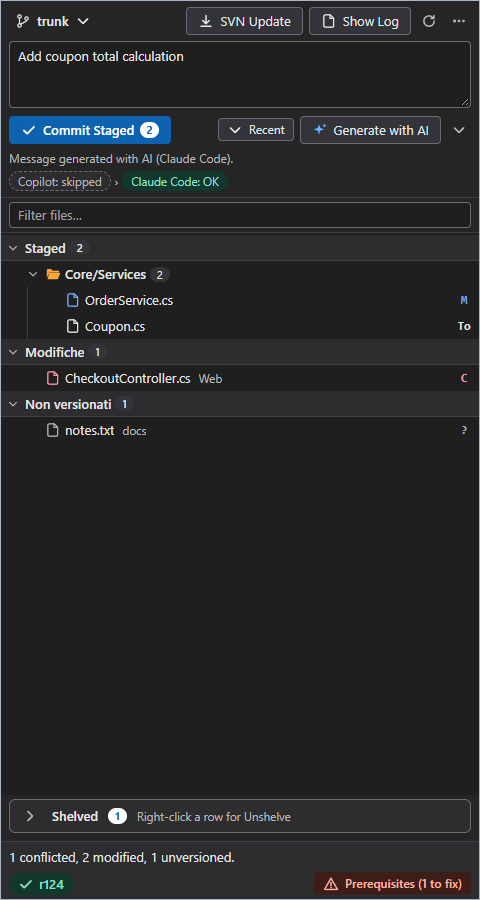 trunk SVN Update Show Log
Add coupon total calculation
Commit Staged 2 Recent Generate with AI
Message generated with AI (Claude Code).
Copilot: skipped › Claude Code: OK
Filter files...
Staged 2
Core/Services 2
OrderService.cs M
Coupon.cs To
Modifiche 1
CheckoutController.cs Web C
Non versionati 1
notes.txt docs ?
Shelved 1 Right-click a row for Unshelve
1 conflicted, 2 modified, 1 unversioned.
r124 Prerequisites (1 to fix)